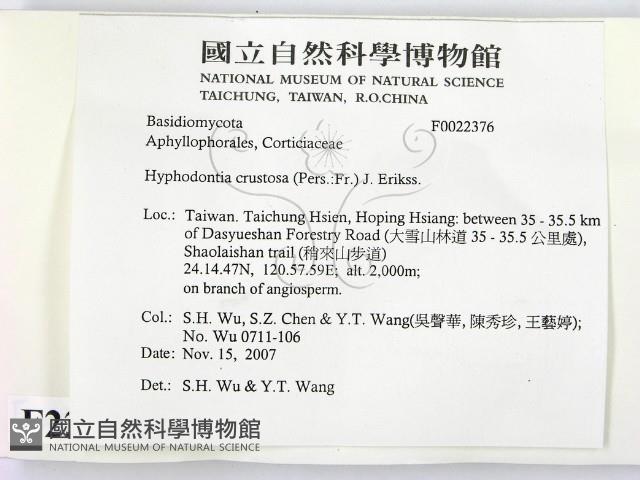 國立自然科學博物館
NATIONAL MUSEUM OF NATURAL SCIENCE
TAICHUNG, TAIWAN, R.O.CHINA
Basidiomycota F0022376
Aphyllophorales, Corticiaceae
Hyphodontia crustosa (Pers.:Fr.) J. Erikss.
Loc.: Taiwan. Taichung Hsien, Hoping Hsiang: between 35 - 35.5 km
of Dasyueshan Forestry Road (大雪山林道 35 - 35.5 公里處),
Shaolaishan trail (稍來山步道)
24.14.47N, 120.57.59E; alt. 2,000m;
on branch of angiosperm.
Col.: S.H. Wu, S.Z. Chen & Y.T. Wang(吳聲華, 陳秀珍, 王藝婷);
No. Wu 0711-106
Date: Nov. 15, 2007
Det.: S.H. Wu & Y.T. Wang
國立自然科學博物館
NATIONAL MUSEUM OF NATURAL SCIENCE